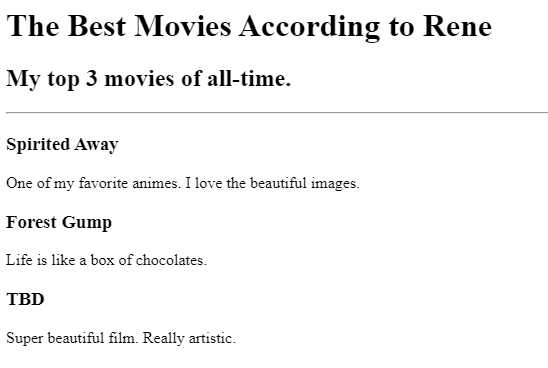 The Best Movies According to Rene
My top 3 movies of all-time.
Spirited Away
One of my favorite animes. I love the beautiful images.
Forest Gump
Life is like a box of chocolates.
TBD
Super beautiful film. Really artistic.